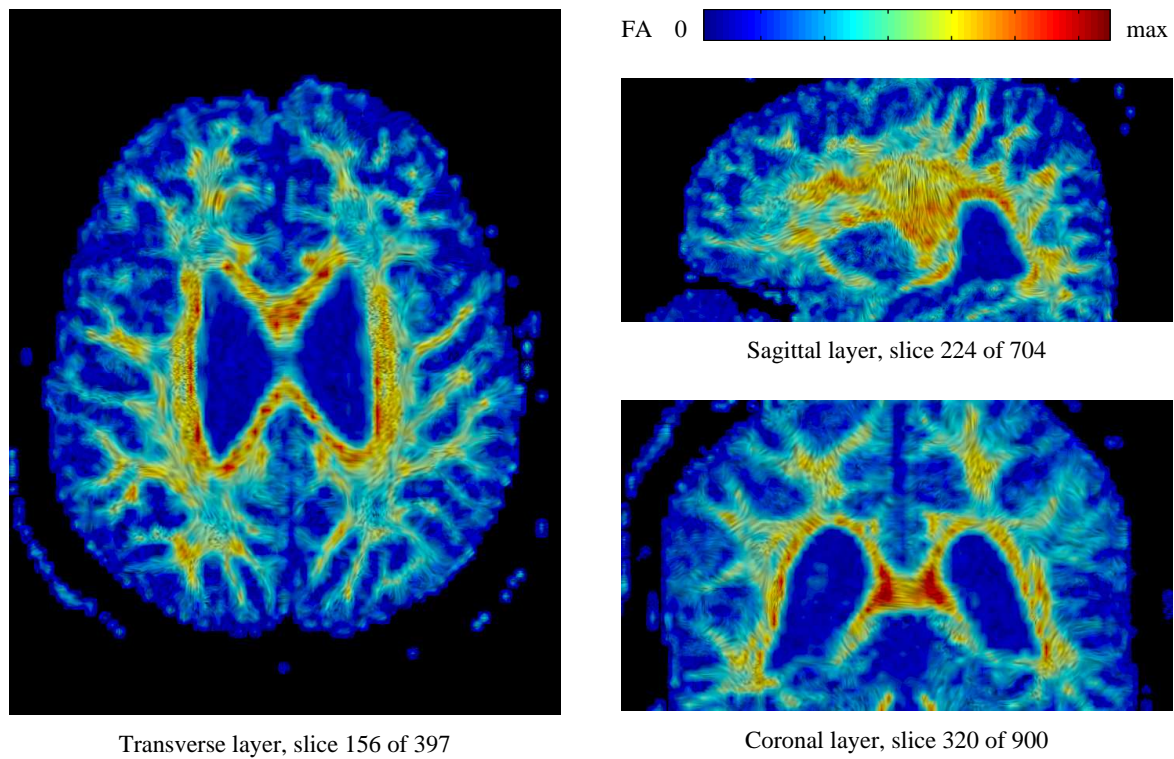 FA 0 max
Sagittal layer, slice 224 of 704
Transverse layer, slice 156 of 397
Coronal layer, slice 320 of 900